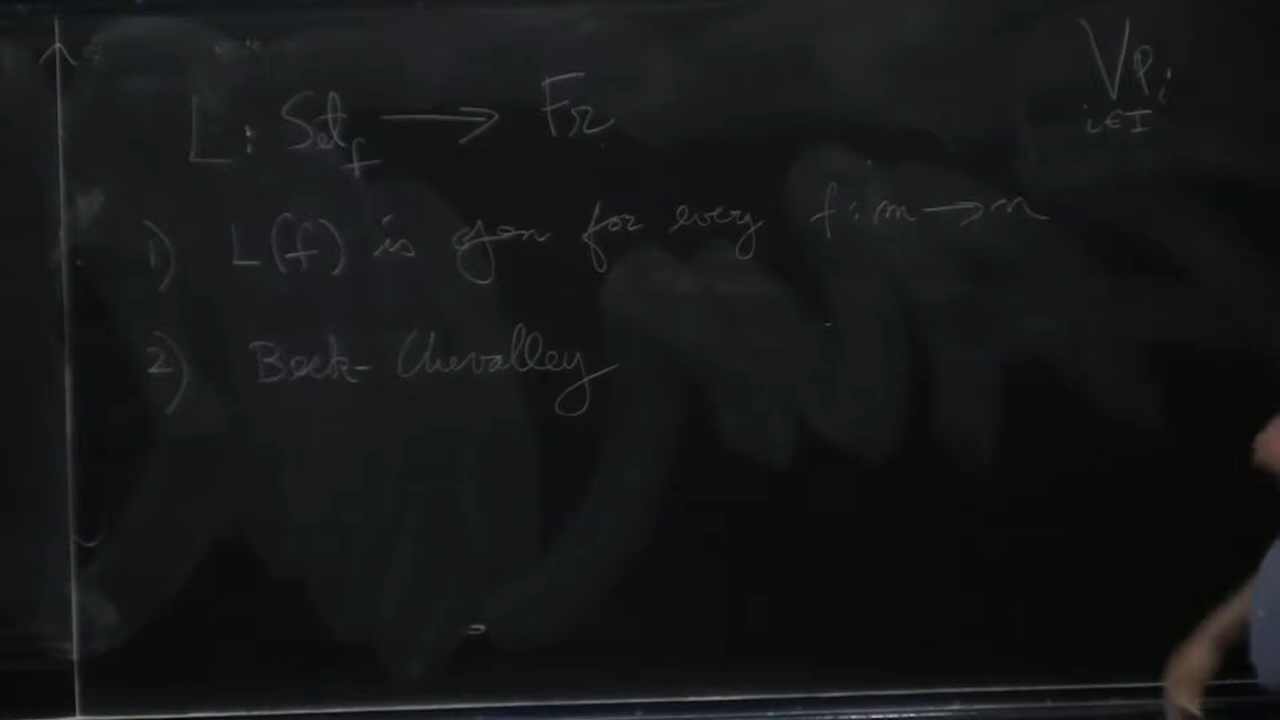 L : Set_f → Fr
⋁ p_i
i∈I
1) L(f) is open for every f : m → n
2) Beck-Chevalley